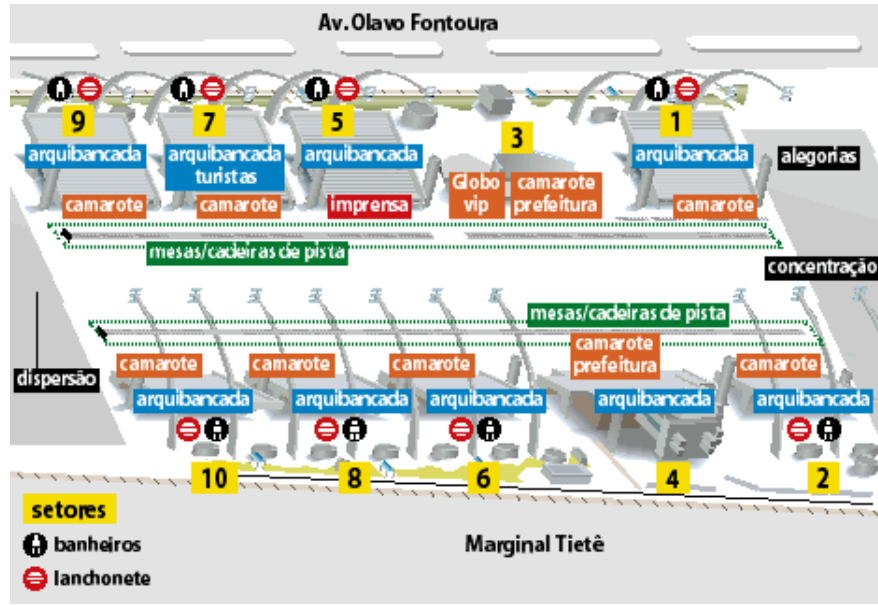 Av. Olavo Fontoura
9
7
5
3
1
arquibancada
arquibancada
turistas
arquibancada
Globo
vip
camarote
prefeitura
arquibancada
alegorias
camarote
camarote
imprensa
camarote
mesas/cadeiras de pista
concentração
mesas/cadeiras de pista
dispersão
camarote
camarote
camarote
camarote
prefeitura
camarote
arquibancada
arquibancada
arquibancada
arquibancada
arquibancada
10
8
6
4
2
setores
banheiros
lanchonete
Marginal Tietê